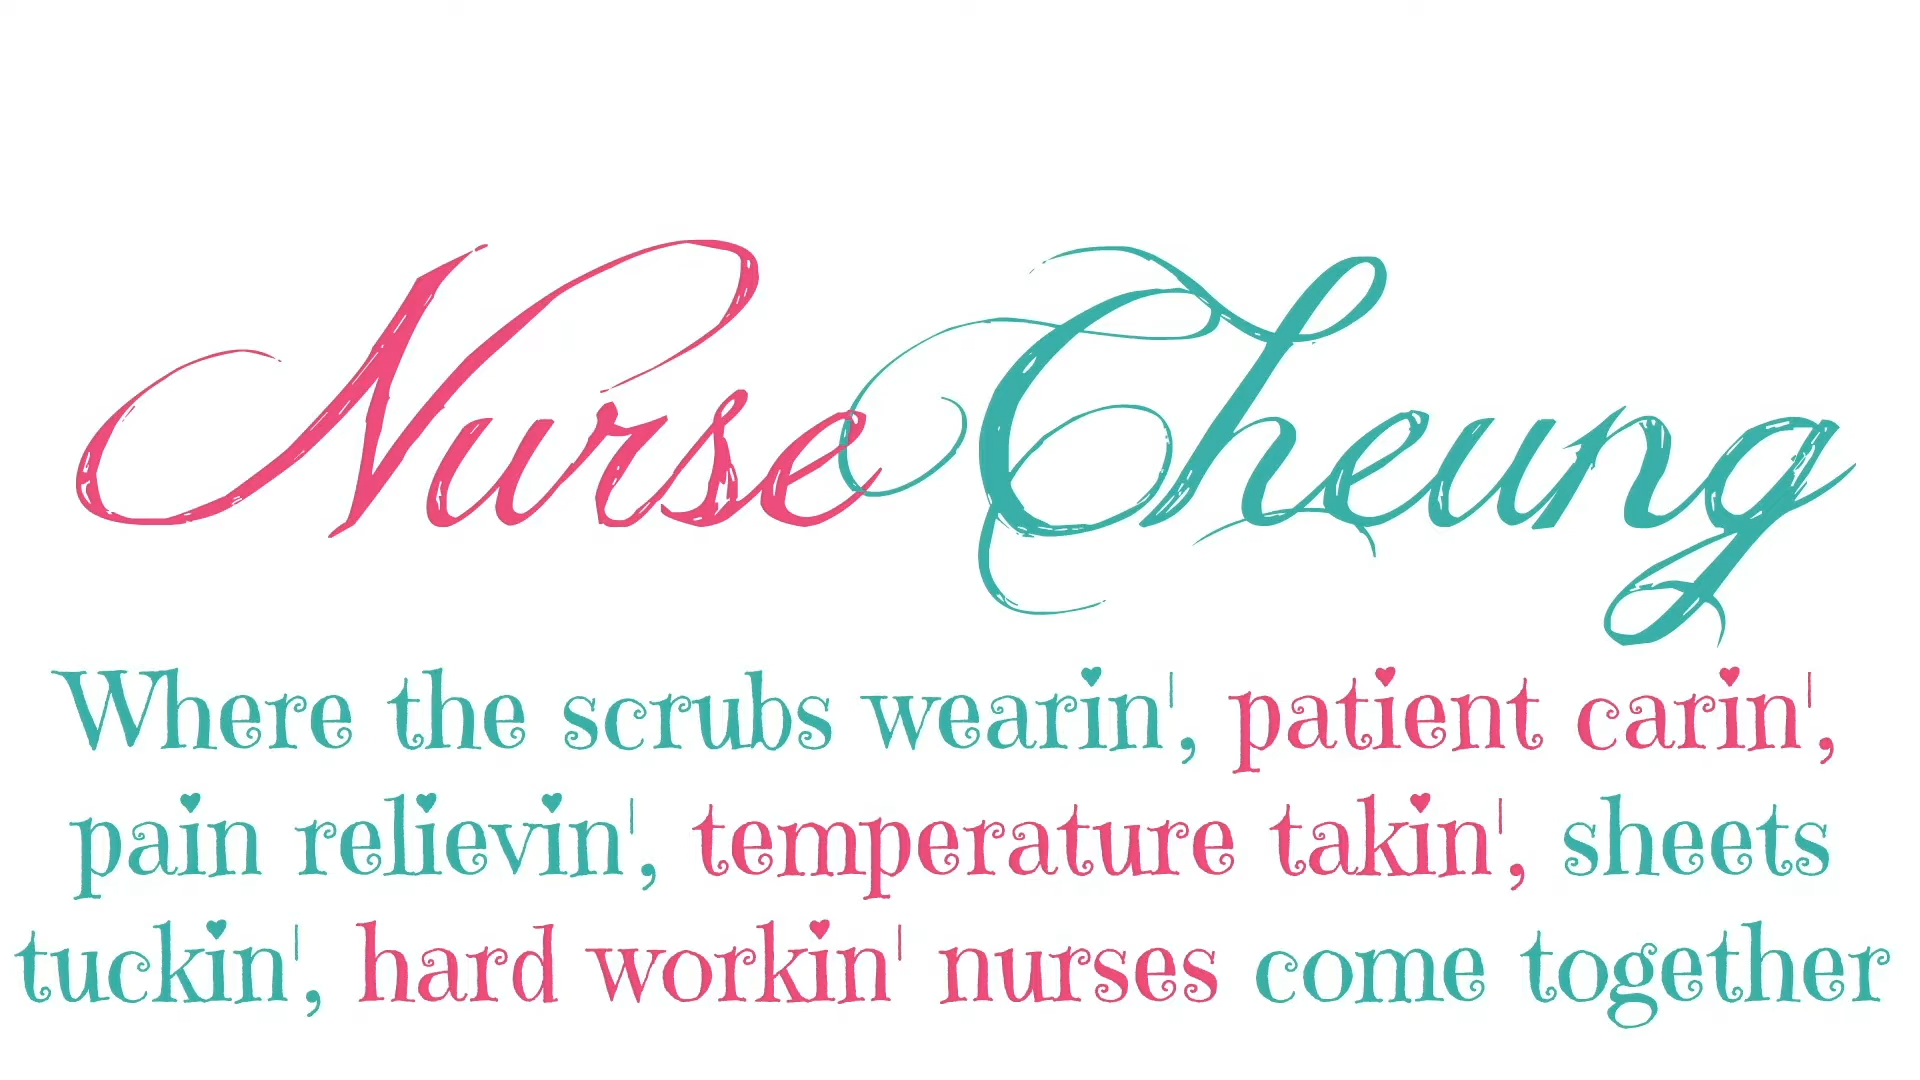 Nurse Cheung
Where the scrubs wearin', patient carin',
pain relievin', temperature takin', sheets
tuckin', hard workin' nurses come together